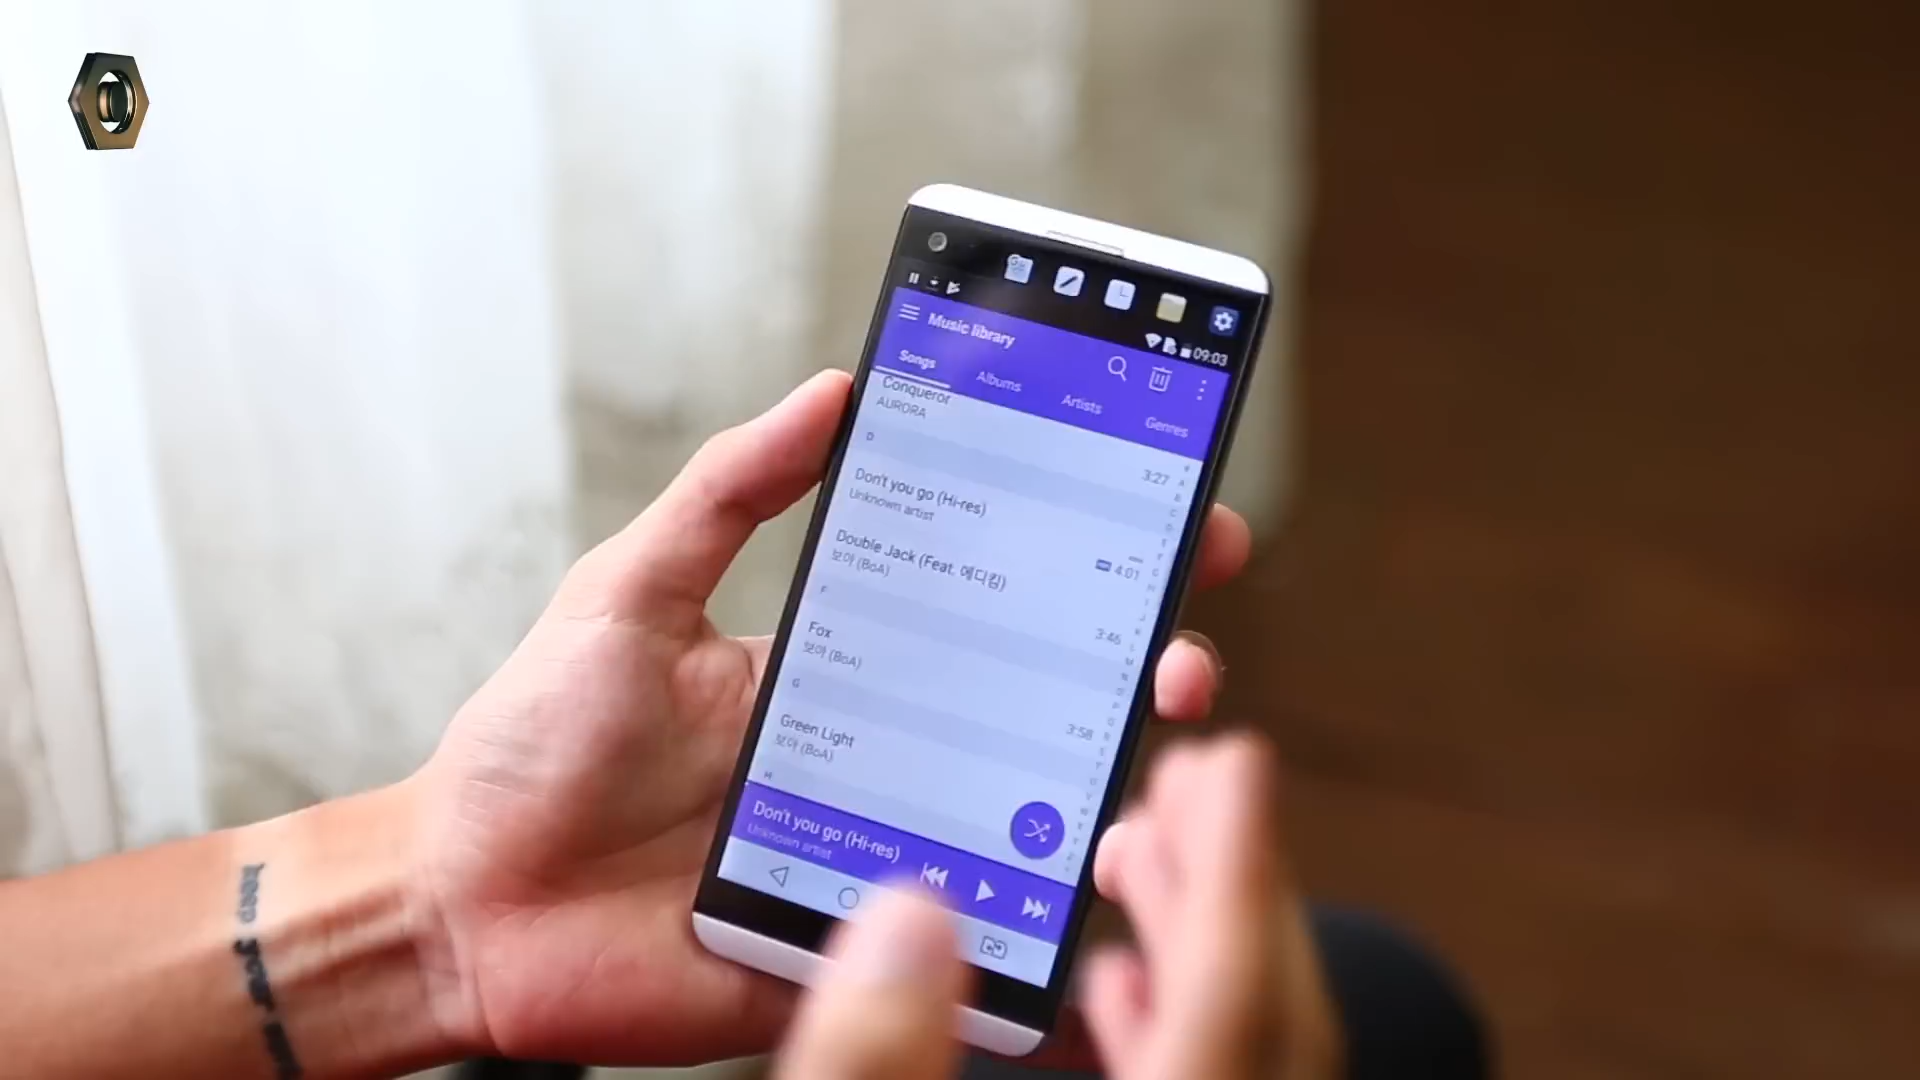 09:03
Music library
Songs
Albums
Artists
Genres
Conqueror
AURORA
3:27
D
Don't you go (Hi-res)
Unknown artist
4:01
Double Jack (Feat. 에디킴)
보아 (BoA)
3:46
F
Fox
보아 (BoA)
3:58
G
Green Light
보아 (BoA)
H
Don't you go (Hi-res)
Unknown artist
keep your